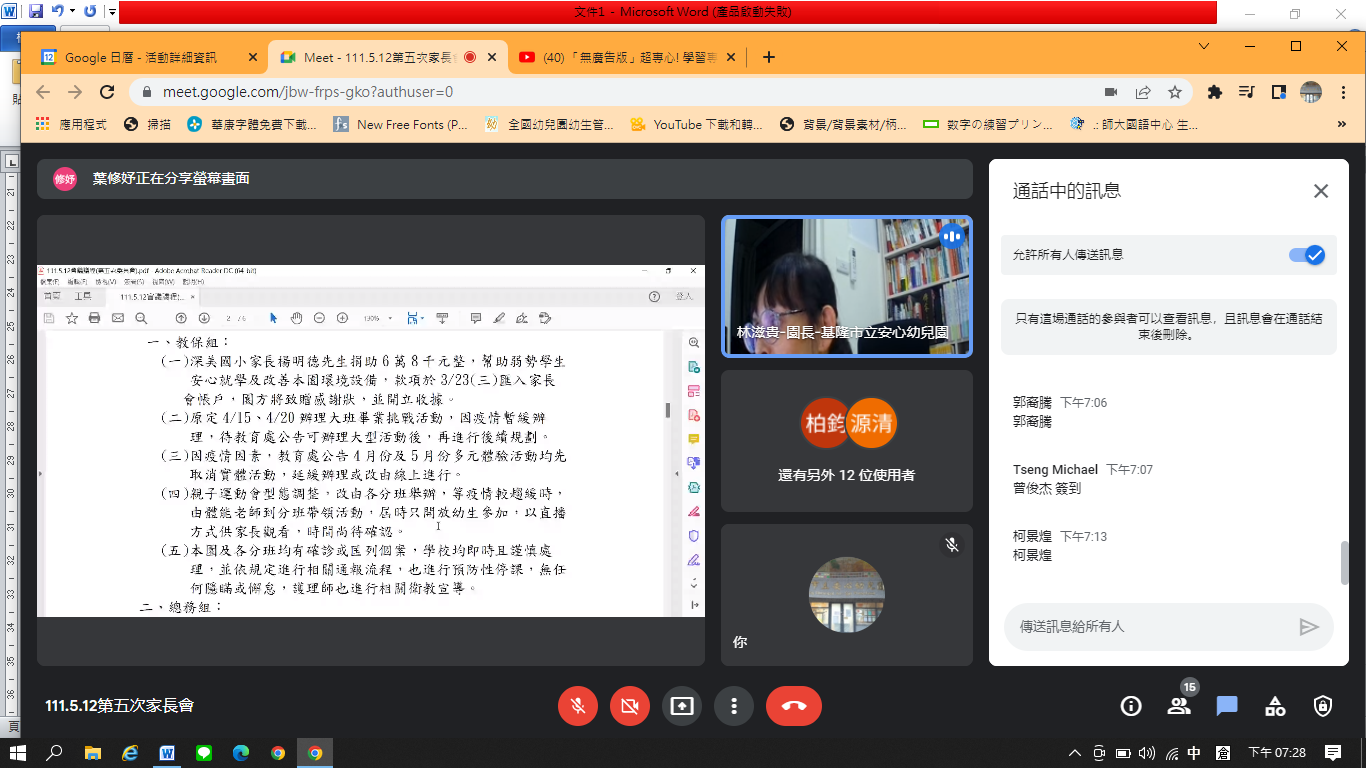 文件1 - Microsoft Word (產品啟動失敗)
Google 日曆 - 活動詳細資訊
Meet - 111.5.12第五次家長會
(40) 「無廣告版」超專心! 學習專
meet.google.com/jbw-frps-gko?authuser=0
應用程式
掃描
華康字體免費下載...
New Free Fonts (P...
全國幼兒園幼生管...
YouTube 下載和轉...
背景/背景素材/柄...
数字の練習プリン...
.: 師大國語中心 生...
修妤
葉修妤正在分享螢幕畫面
首頁 工具
登入
2 / 6
130%
一、教保組：
(一)深美國小家長楊明德先生捐助 6 萬 8 千元整，幫助弱勢學生
安心就學及改善本園環境設備，款項於 3/23(三)匯入家長
會帳戶，園方將致贈感謝狀，並開立收據。
(二)原定 4/15、4/20 辦理大班畢業挑戰活動，因疫情暫緩辦
理，待教育處公告可辦理大型活動後，再進行後續規劃。
(三)因疫情因素，教育處公告 4 月份及 5 月份多元體驗活動均先
取消實體活動，延緩辦理或改由線上進行。
(四)親子運動會型態調整，改由各分班舉辦，等疫情較趨緩時，
由體能老師到分班帶領活動，屆時只開放幼生參加，以直播
方式供家長觀看，時間尚待確認。
(五)本園及各分班均有確診或匡列個案，學校均即時且謹慎處
理，並依規定進行相關通報流程，也進行預防性停課，無任
何隱瞞或懈怠，護理師也進行相關衛教宣導。
二、總務組：
林滋貴-園長-基隆市立安心幼兒園
柏鈞
源清
還有另外 12 位使用者
你
通話中的訊息
允許所有人傳送訊息
只有這場通話的參與者可以查看訊息，且訊息會在通話結
束後刪除。
郭裔騰 下午7:06
郭裔騰
Tseng Michael 下午7:07
曾俊杰 簽到
柯景煌 下午7:13
柯景煌
傳送訊息給所有人
111.5.12第五次家長會
15
中
倉
下午 07:28